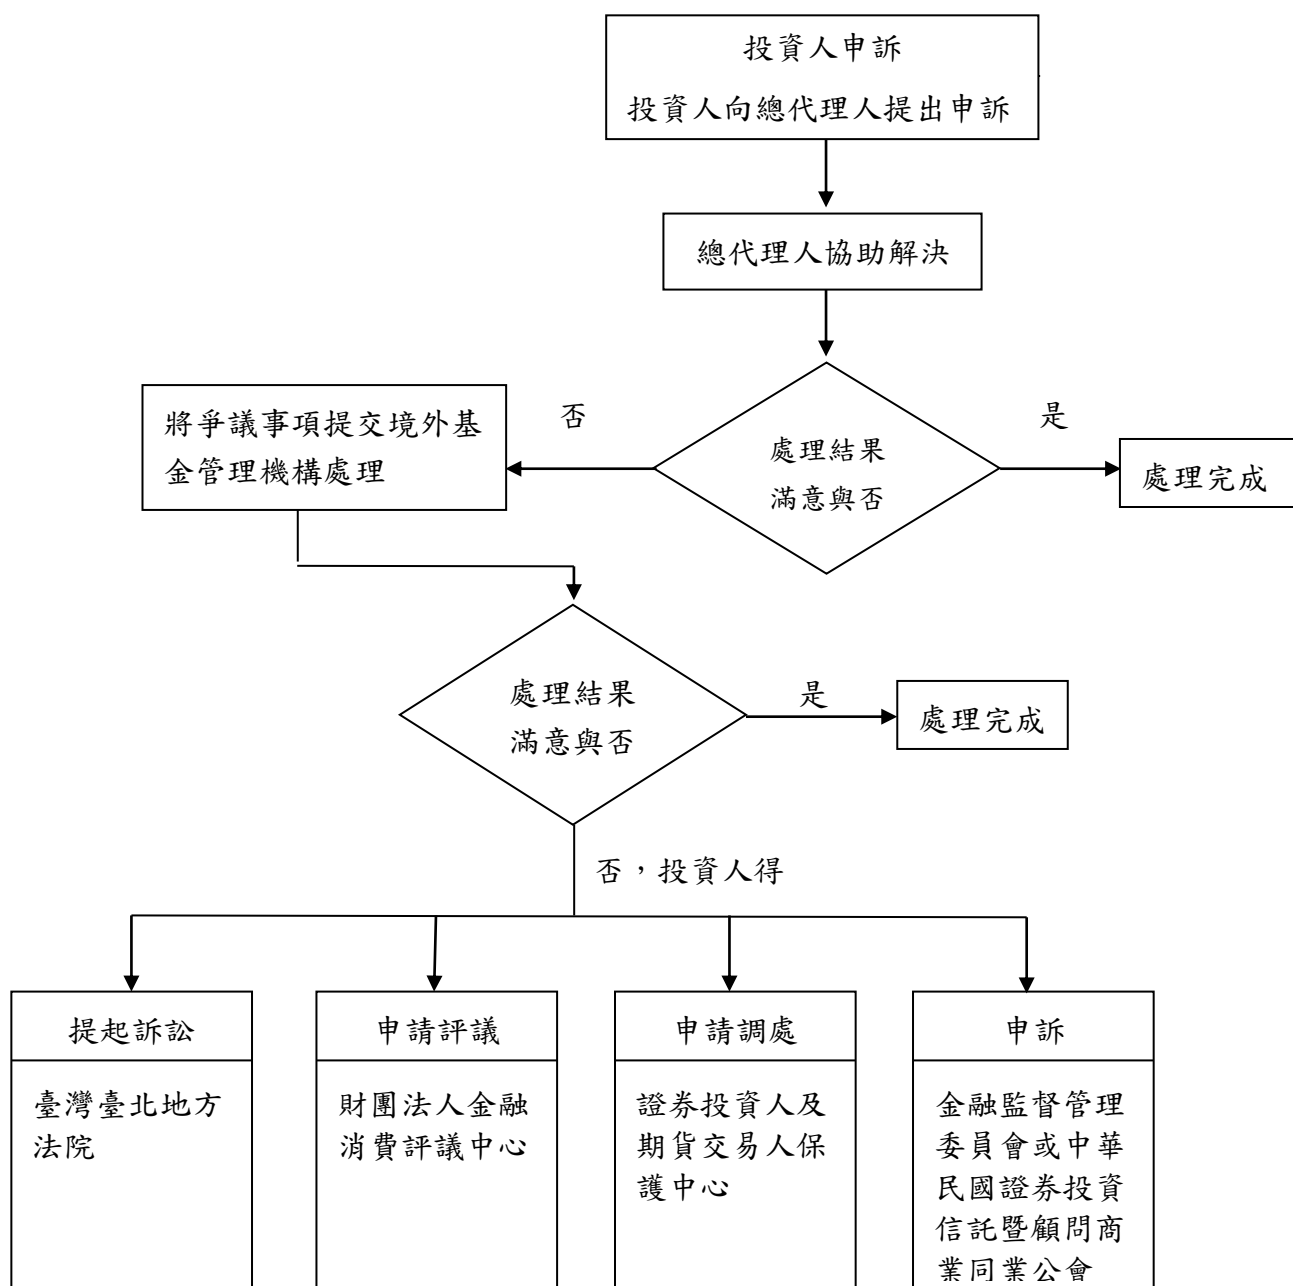 投資人申訴
投資人向總代理人提出申訴
總代理人協助解決
否
是
將爭議事項提交境外基
金管理機構處理
處理結果
滿意與否
處理完成
處理結果
滿意與否
是
處理完成
否，投資人得
提起訴訟
臺灣臺北地方
法院
申請評議
財團法人金融
消費評議中心
申請調處
證券投資人及
期貨交易人保
護中心
申訴
金融監督管理
委員會或中華
民國證券投資
信託暨顧問商
業同業公會